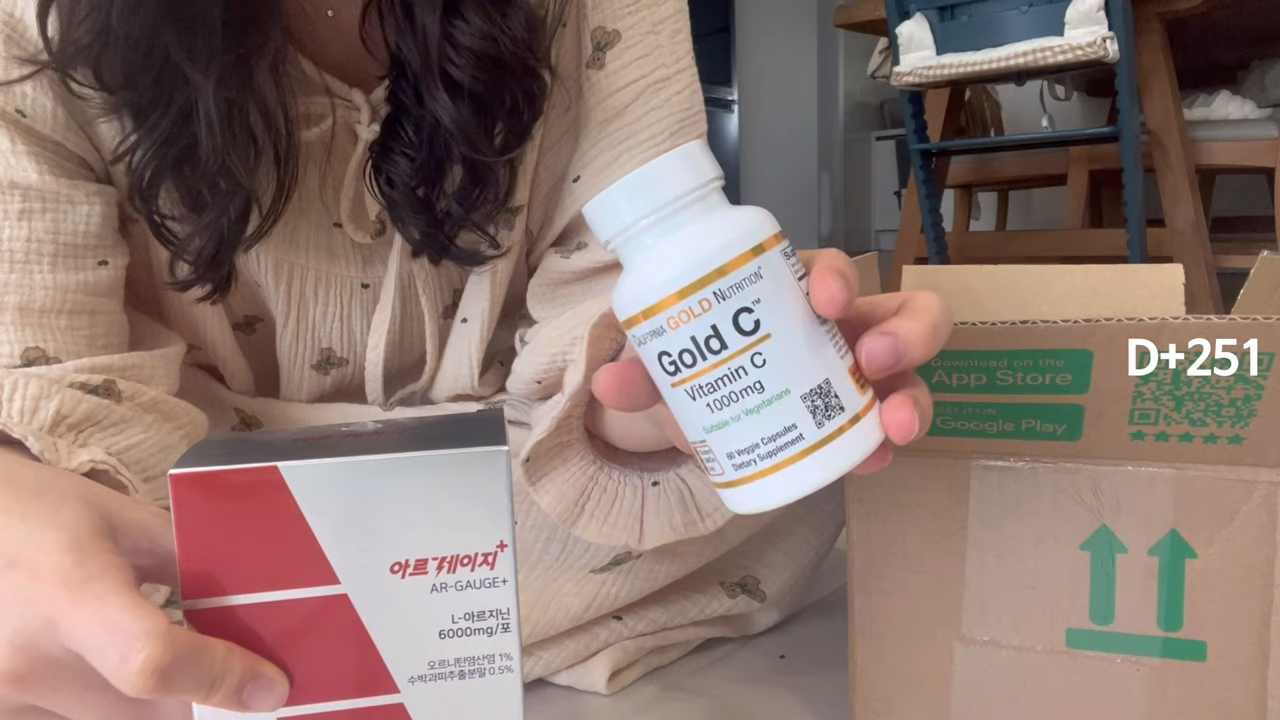 CALIFORNIA GOLD NUTRITION®
Gold C™
Vitamin C
1000mg
Suitable for Vegetarians
60 Veggie Capsules
Dietary Supplement
아르게이지+
AR-GAUGE+
L-아르지닌
6000mg/포
오르니틴염산염 1%
수박과피추출분말 0.5%
D+251
Download on the
App Store
GET IT ON
Google Play